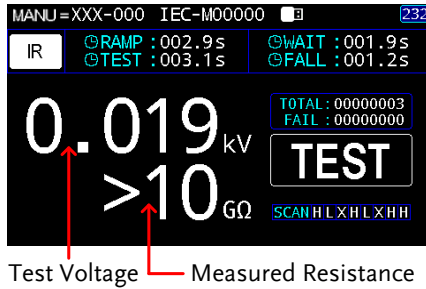 MANU=XXX-000 IEC-M00000 232
IR
RAMP :002.9s WAIT :001.9s
TEST :003.1s FALL :001.2s
0.019 kV
>10 GΩ
TOTAL:00000003
FAIL :00000000
TEST
SCAN H L X H L X H H
Test Voltage
Measured Resistance